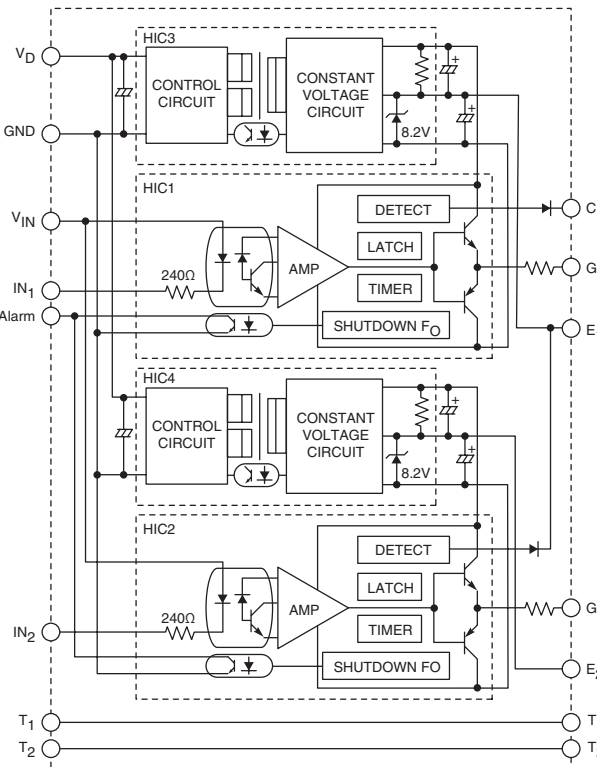 HIC3
V_D
CONTROL
CIRCUIT
CONSTANT
VOLTAGE
CIRCUIT
+
+
GND
8.2V
HIC1
DETECT
C
V_IN
LATCH
AMP
G
240Ω
IN_1
TIMER
Alarm
SHUTDOWN F_O
E
HIC4
CONTROL
CIRCUIT
CONSTANT
VOLTAGE
CIRCUIT
+
+
8.2V
HIC2
DETECT
LATCH
AMP
G
240Ω
IN_2
TIMER
SHUTDOWN FO
E_2
T_1
T
T_2
T